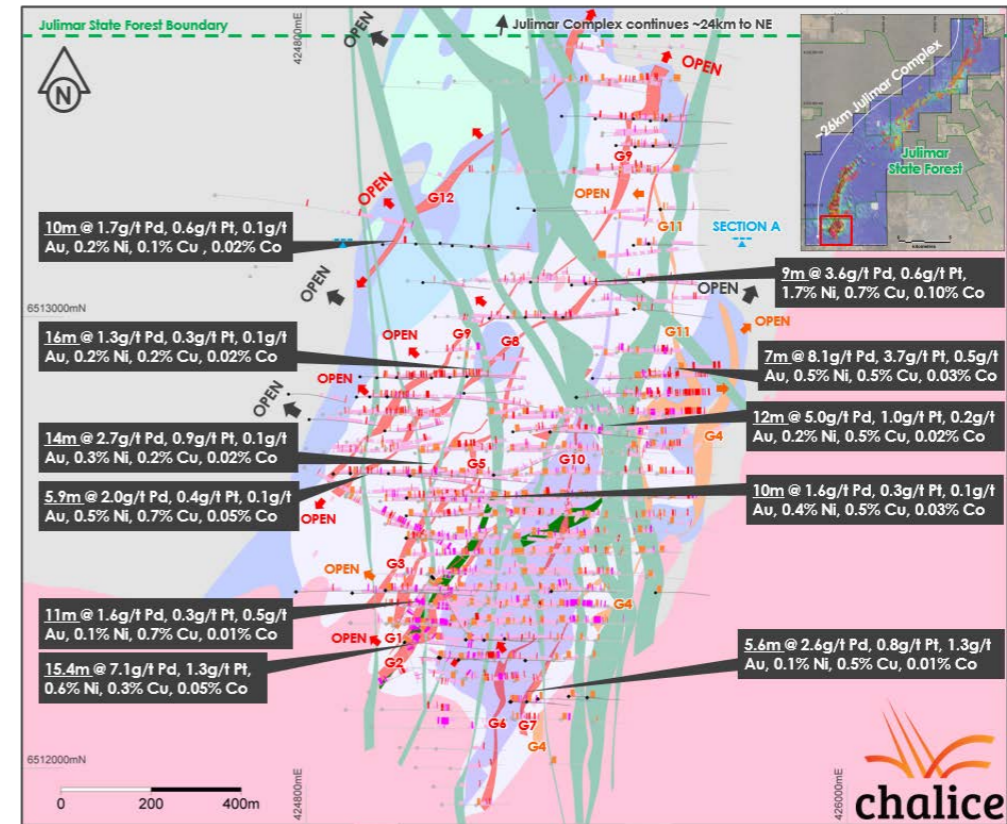 Julimar State Forest Boundary
Julimar Complex continues ~24km to NE
424800mE
OPEN
OPEN
N
~26km Julimar Complex
Julimar
State Forest
G9
G12
OPEN
OPEN
G11
SECTION A
10m @ 1.7g/t Pd, 0.6g/t Pt, 0.1g/t
Au, 0.2% Ni, 0.1% Cu , 0.02% Co
OPEN
9m @ 3.6g/t Pd, 0.6g/t Pt,
1.7% Ni, 0.7% Cu, 0.10% Co
OPEN
6513000mN
OPEN
16m @ 1.3g/t Pd, 0.3g/t Pt, 0.1g/t
Au, 0.2% Ni, 0.2% Cu, 0.02% Co
G9
G8
G11
OPEN
7m @ 8.1g/t Pd, 3.7g/t Pt, 0.5g/t
Au, 0.5% Ni, 0.5% Cu, 0.03% Co
OPEN
OPEN
12m @ 5.0g/t Pd, 1.0g/t Pt, 0.2g/t
Au, 0.2% Ni, 0.5% Cu, 0.02% Co
14m @ 2.7g/t Pd, 0.9g/t Pt, 0.1g/t
Au, 0.3% Ni, 0.2% Cu, 0.02% Co
G4
G5
G10
5.9m @ 2.0g/t Pd, 0.4g/t Pt, 0.1g/t
Au, 0.5% Ni, 0.7% Cu, 0.05% Co
10m @ 1.6g/t Pd, 0.3g/t Pt, 0.1g/t
Au, 0.4% Ni, 0.5% Cu, 0.03% Co
OPEN
OPEN
G3
G4
11m @ 1.6g/t Pd, 0.3g/t Pt, 0.5g/t
Au, 0.1% Ni, 0.7% Cu, 0.01% Co
OPEN
G1
G2
15.4m @ 7.1g/t Pd, 1.3g/t Pt,
0.6% Ni, 0.3% Cu, 0.05% Co
5.6m @ 2.6g/t Pd, 0.8g/t Pt, 1.3g/t
Au, 0.1% Ni, 0.5% Cu, 0.01% Co
G6
G7
G4
6512000mN
0
200
400m
424800mE
426000mE
chalice